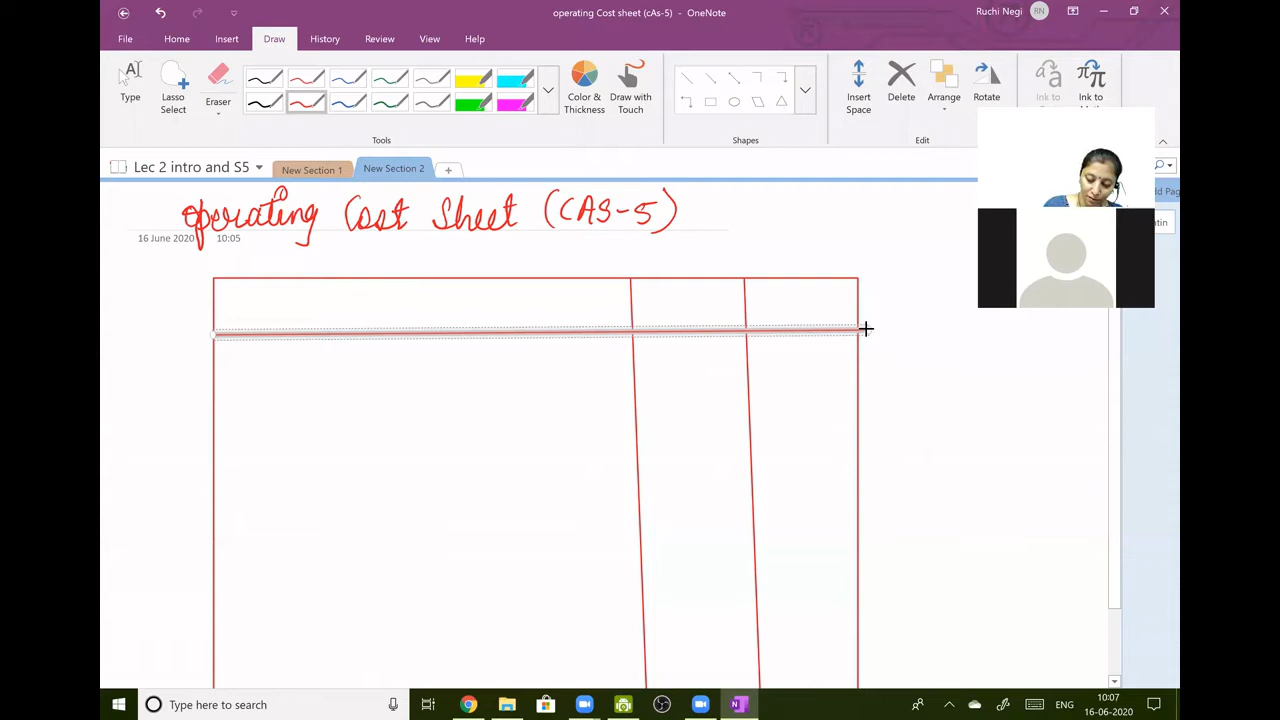 operating Cost sheet (cAs-5) - OneNote
Ruchi Negi
RN
File
Home
Insert
Draw
History
Review
View
Help
Type
Lasso Select
Eraser
Color & Thickness
Draw with Touch
Insert Space
Delete
Arrange
Rotate
Ink to
Ink to
Tools
Shapes
Edit
Lec 2 intro and S5
New Section 1
New Section 2
operating Cost Sheet (CAS-5)
16 June 2020
10:05
Type here to search
ENG
10:07
16-06-2020